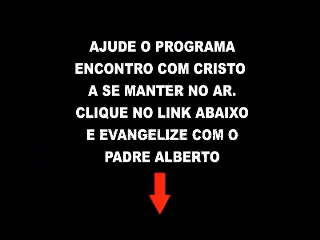 AJUDE O PROGRAMA
ENCONTRO COM CRISTO
A SE MANTER NO AR.
CLIQUE NO LINK ABAIXO
E EVANGELIZE COM O
PADRE ALBERTO